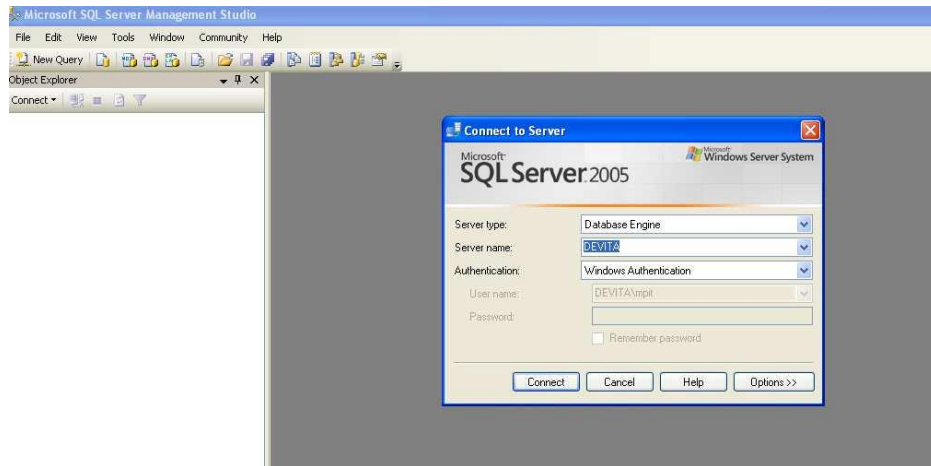 Microsoft SQL Server Management Studio
File Edit View Tools Window Community Help
New Query
Object Explorer
Connect
Connect to Server
Microsoft
SQL Server 2005
Microsoft
Windows Server System
Server type: Database Engine
Server name: DEVITA
Authentication: Windows Authentication
User name: DEVITA\mpit
Password:
Remember password
Connect Cancel Help Options >>